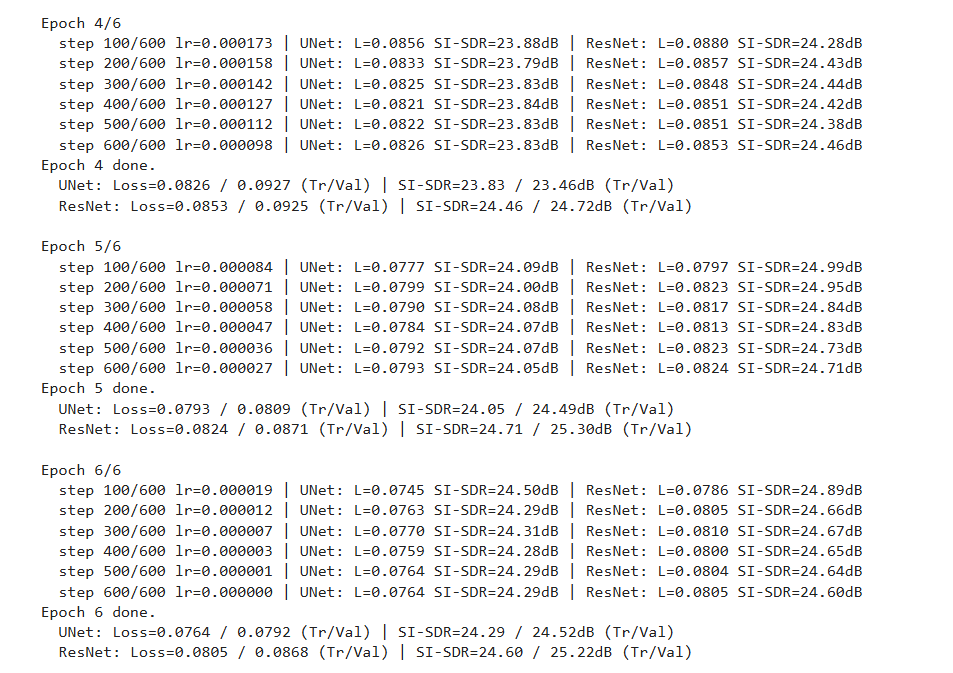 Epoch 4/6
  step 100/600 lr=0.000173 | UNet: L=0.0856 SI-SDR=23.88dB | ResNet: L=0.0880 SI-SDR=24.28dB
  step 200/600 lr=0.000158 | UNet: L=0.0833 SI-SDR=23.79dB | ResNet: L=0.0857 SI-SDR=24.43dB
  step 300/600 lr=0.000142 | UNet: L=0.0825 SI-SDR=23.83dB | ResNet: L=0.0848 SI-SDR=24.44dB
  step 400/600 lr=0.000127 | UNet: L=0.0821 SI-SDR=23.84dB | ResNet: L=0.0851 SI-SDR=24.42dB
  step 500/600 lr=0.000112 | UNet: L=0.0822 SI-SDR=23.83dB | ResNet: L=0.0851 SI-SDR=24.38dB
  step 600/600 lr=0.000098 | UNet: L=0.0826 SI-SDR=23.83dB | ResNet: L=0.0853 SI-SDR=24.46dB
Epoch 4 done.
  UNet: Loss=0.0826 / 0.0927 (Tr/Val) | SI-SDR=23.83 / 23.46dB (Tr/Val)
  ResNet: Loss=0.0853 / 0.0925 (Tr/Val) | SI-SDR=24.46 / 24.72dB (Tr/Val)

Epoch 5/6
  step 100/600 lr=0.000084 | UNet: L=0.0777 SI-SDR=24.09dB | ResNet: L=0.0797 SI-SDR=24.99dB
  step 200/600 lr=0.000071 | UNet: L=0.0799 SI-SDR=24.00dB | ResNet: L=0.0823 SI-SDR=24.95dB
  step 300/600 lr=0.000058 | UNet: L=0.0790 SI-SDR=24.08dB | ResNet: L=0.0817 SI-SDR=24.84dB
  step 400/600 lr=0.000047 | UNet: L=0.0784 SI-SDR=24.07dB | ResNet: L=0.0813 SI-SDR=24.83dB
  step 500/600 lr=0.000036 | UNet: L=0.0792 SI-SDR=24.07dB | ResNet: L=0.0823 SI-SDR=24.73dB
  step 600/600 lr=0.000027 | UNet: L=0.0793 SI-SDR=24.05dB | ResNet: L=0.0824 SI-SDR=24.71dB
Epoch 5 done.
  UNet: Loss=0.0793 / 0.0809 (Tr/Val) | SI-SDR=24.05 / 24.49dB (Tr/Val)
  ResNet: Loss=0.0824 / 0.0871 (Tr/Val) | SI-SDR=24.71 / 25.30dB (Tr/Val)

Epoch 6/6
  step 100/600 lr=0.000019 | UNet: L=0.0745 SI-SDR=24.50dB | ResNet: L=0.0786 SI-SDR=24.89dB
  step 200/600 lr=0.000012 | UNet: L=0.0763 SI-SDR=24.29dB | ResNet: L=0.0805 SI-SDR=24.66dB
  step 300/600 lr=0.000007 | UNet: L=0.0770 SI-SDR=24.31dB | ResNet: L=0.0810 SI-SDR=24.67dB
  step 400/600 lr=0.000003 | UNet: L=0.0759 SI-SDR=24.28dB | ResNet: L=0.0800 SI-SDR=24.65dB
  step 500/600 lr=0.000001 | UNet: L=0.0764 SI-SDR=24.29dB | ResNet: L=0.0804 SI-SDR=24.64dB
  step 600/600 lr=0.000000 | UNet: L=0.0764 SI-SDR=24.29dB | ResNet: L=0.0805 SI-SDR=24.60dB
Epoch 6 done.
  UNet: Loss=0.0764 / 0.0792 (Tr/Val) | SI-SDR=24.29 / 24.52dB (Tr/Val)
  ResNet: Loss=0.0805 / 0.0868 (Tr/Val) | SI-SDR=24.60 / 25.22dB (Tr/Val)